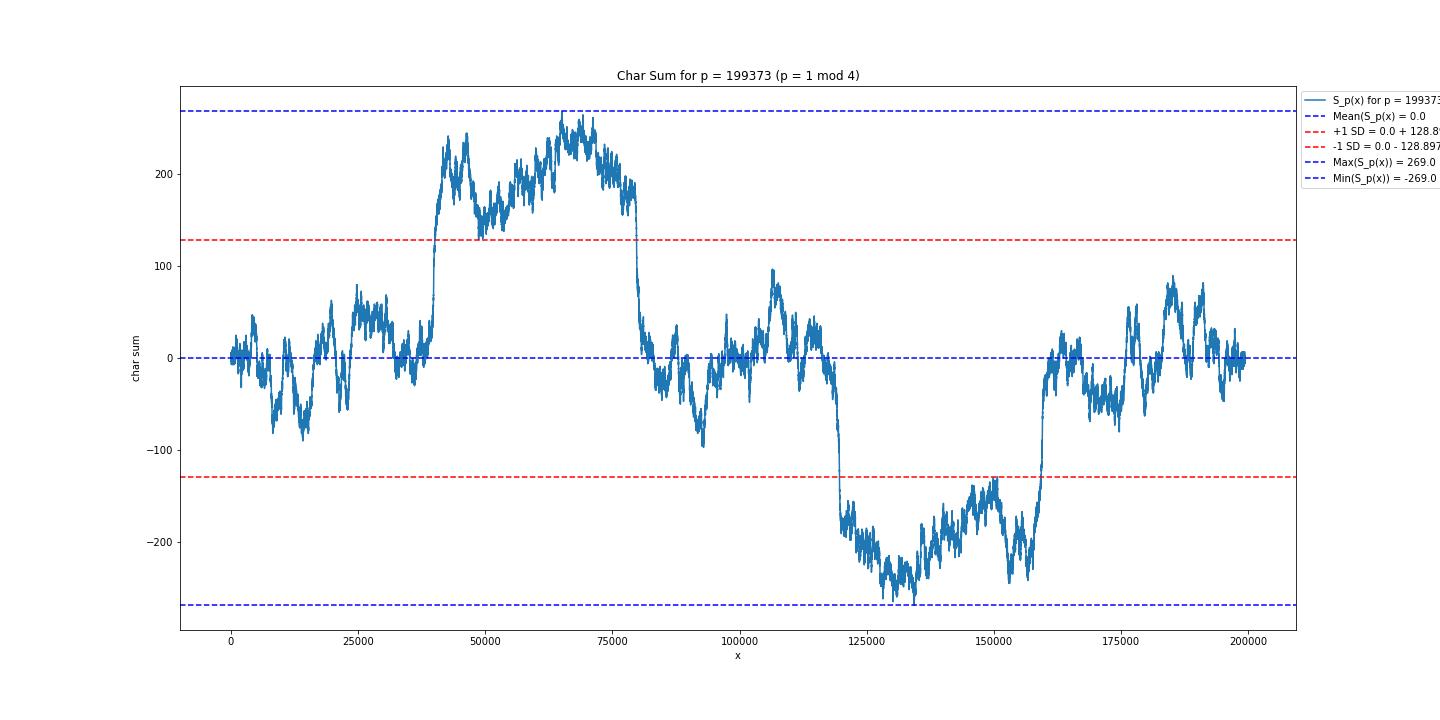 Char Sum for p = 199373 (p = 1 mod 4)
S_p(x) for p = 199373
Mean(S_p(x) = 0.0
+1 SD = 0.0 + 128.8
-1 SD = 0.0 - 128.897
Max(S_p(x)) = 269.0
Min(S_p(x)) = -269.0
200
100
0
−100
−200
char sum
0
25000
50000
75000
100000
125000
150000
175000
200000
x